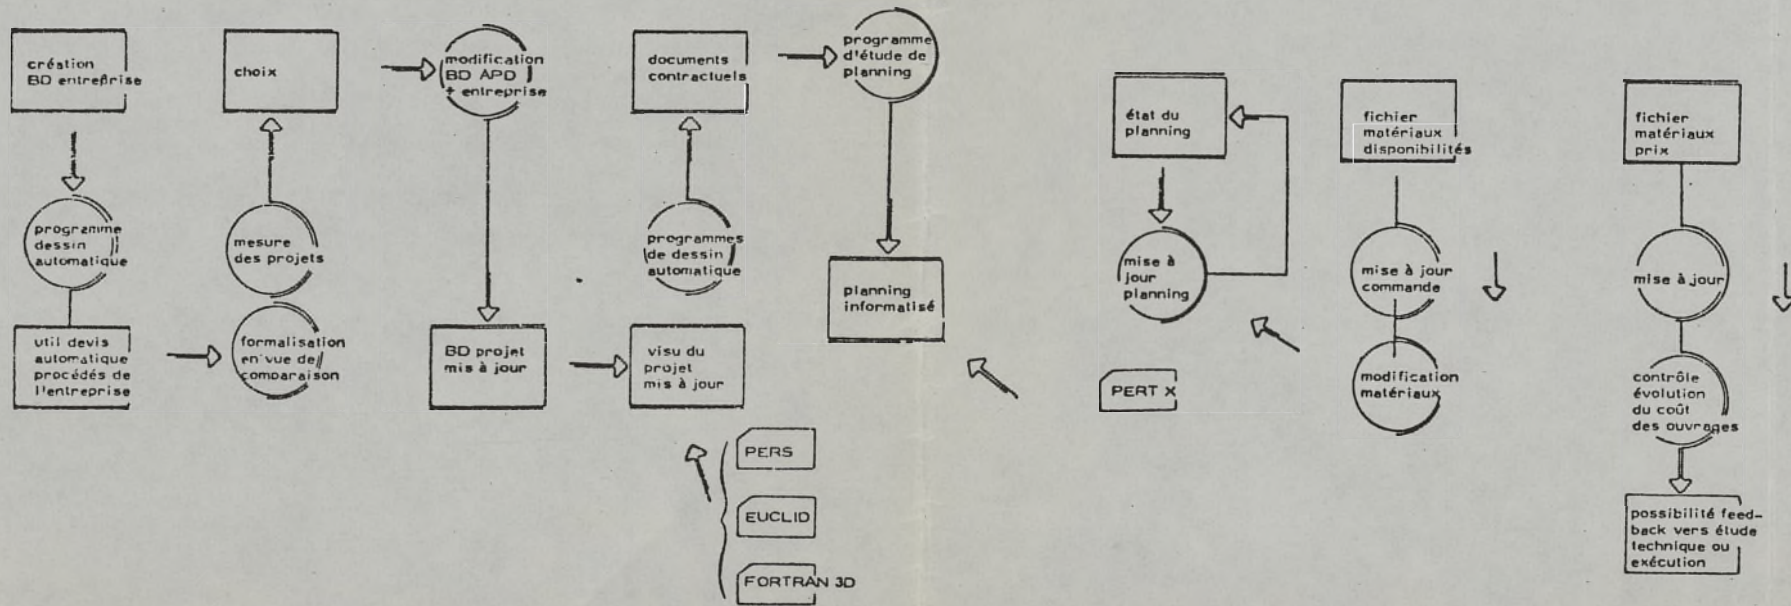 création
BD entreprise
programme
dessin
automatique
util devis
automatique
procédés de
l'entreprise
choix
mesure
des projets
formalisation
en vue de
comparaison
modification
BD APD
+ entreprise
BD projet
mis à jour
documents
contractuels
programmes
de dessin
automatique
visu du
projet
mis à jour
PERS
EUCLID
FORTRAN 3D
programme
d'étude de
planning
planning
informatisé
état du
planning
mise à
jour
planning
PERT X
fichier
matériaux
disponibilités
mise à jour
commande
modification
matériaux
fichier
matériaux
prix
mise à jour
contrôle
évolution
du coût
des ouvrages
possibilité feed-
back vers étude
technique ou
exécution